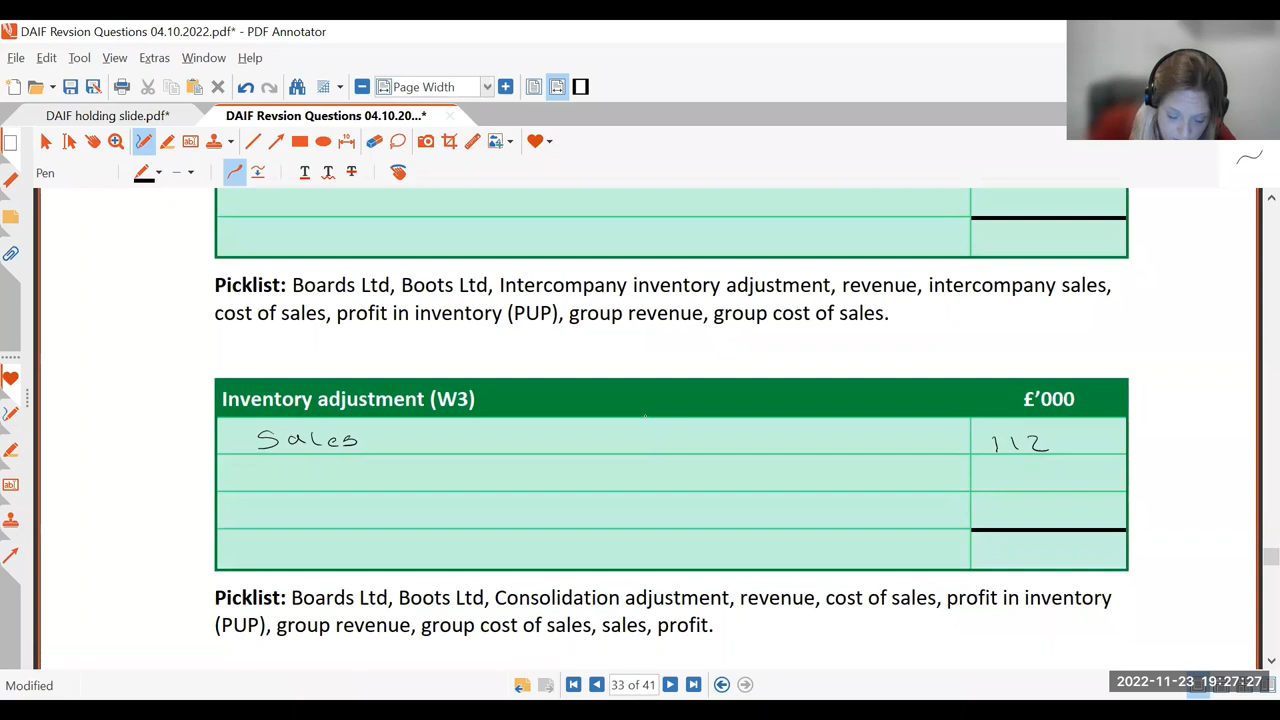 DAIF Revsion Questions 04.10.2022.pdf* - PDF Annotator
File Edit Tool View Extras Window Help
Page Width
DAIF holding slide.pdf* DAIF Revsion Questions 04.10.20...*
Pen
Picklist: Boards Ltd, Boots Ltd, Intercompany inventory adjustment, revenue, intercompany sales,
cost of sales, profit in inventory (PUP), group revenue, group cost of sales.
Inventory adjustment (W3) £'000
Sales 112
Picklist: Boards Ltd, Boots Ltd, Consolidation adjustment, revenue, cost of sales, profit in inventory
(PUP), group revenue, group cost of sales, sales, profit.
Modified 33 of 41 2022-11-23 19:27:27